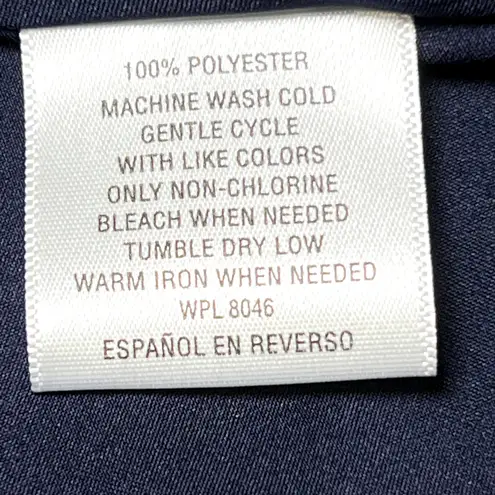 100% POLYESTER
MACHINE WASH COLD
GENTLE CYCLE
WITH LIKE COLORS
ONLY NON-CHLORINE
BLEACH WHEN NEEDED
TUMBLE DRY LOW
WARM IRON WHEN NEEDED
WPL 8046
ESPAÑOL EN REVERSO